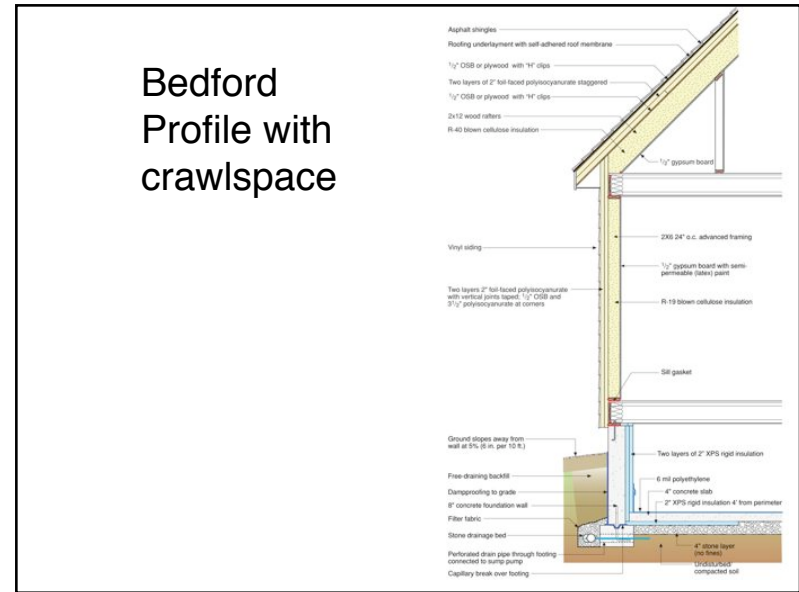 Bedford
Profile with
crawlspace
Asphalt shingles
Roofing underlayment with self-adhered roof membrane
1/2" OSB or plywood with "H" clips
Two layers of 2" foil-faced polyisocyanurate staggered
1/2" OSB or plywood with "H" clips
2x12 wood rafters
R-40 blown cellulose insulation
1/2" gypsum board
2X6 24" o.c. advanced framing
Vinyl siding
1/2" gypsum board with semi-
permeable (latex) paint
Two layers 2" foil-faced polyisocyanurate
with vertical joints taped; 1/2" OSB and
3 1/2" polyisocyanurate at corners
R-19 blown cellulose insulation
Sill gasket
Ground slopes away from
wall at 5% (6 in. per 10 ft.)
Two layers of 2" XPS rigid insulation
Free-draining backfill
6 mil polyethylene
Dampproofing to grade
4" concrete slab
8" concrete foundation wall
2" XPS rigid insulation 4' from perimeter
Filter fabric
Stone drainage bed
4" stone layer
(no fines)
Perforated drain pipe through footing
connected to sump pump
Undisturbed/
compacted soil
Capillary break over footing